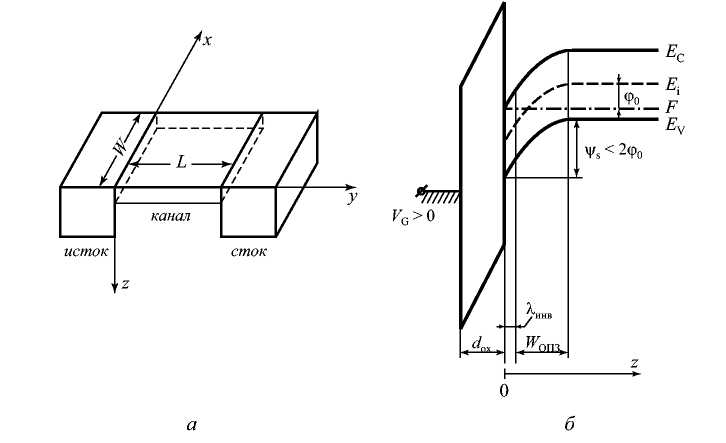 x
W
L
y
канал
исток
сток
z
а
E_C
E_i
φ_0
F
E_V
ψ_s < 2φ_0
V_G > 0
λ_инв
d_ox
W_ОПЗ
z
0
б